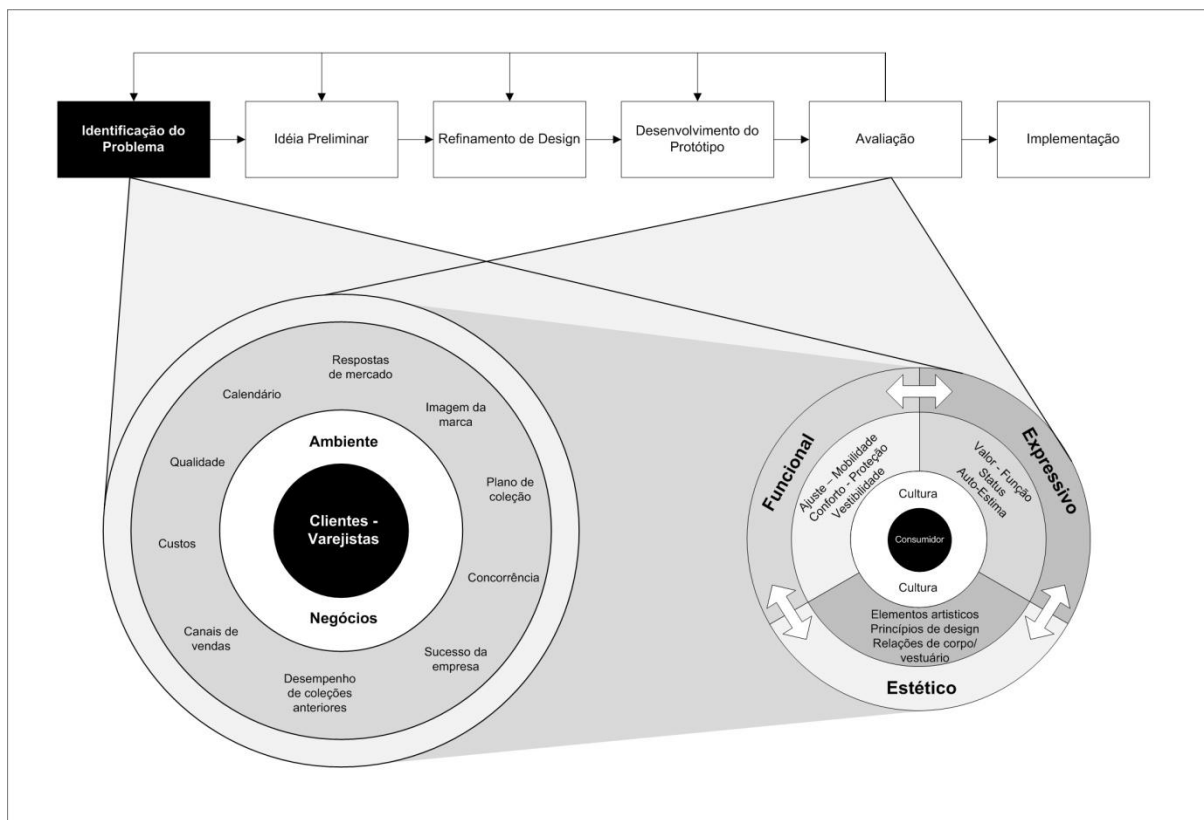 Identificação do
Problema
Idéia Preliminar
Refinamento de Design
Desenvolvimento do
Protótipo
Avaliação
Implementação
Respostas
de mercado
Calendário
Imagem da
marca
Ambiente
Qualidade
Plano de
coleção
Clientes -
Varejistas
Custos
Concorrência
Negócios
Canais de
vendas
Sucesso da
empresa
Desempenho
de coleções
anteriores
Funcional
Ajuste – Mobilidade
Conforto - Proteção
Vestibilidade
Expressivo
Valor - Função
Status
Auto-Estima
Cultura
Consumidor
Cultura
Elementos artisticos
Princípios de design
Relações de corpo/
vestuário
Estético